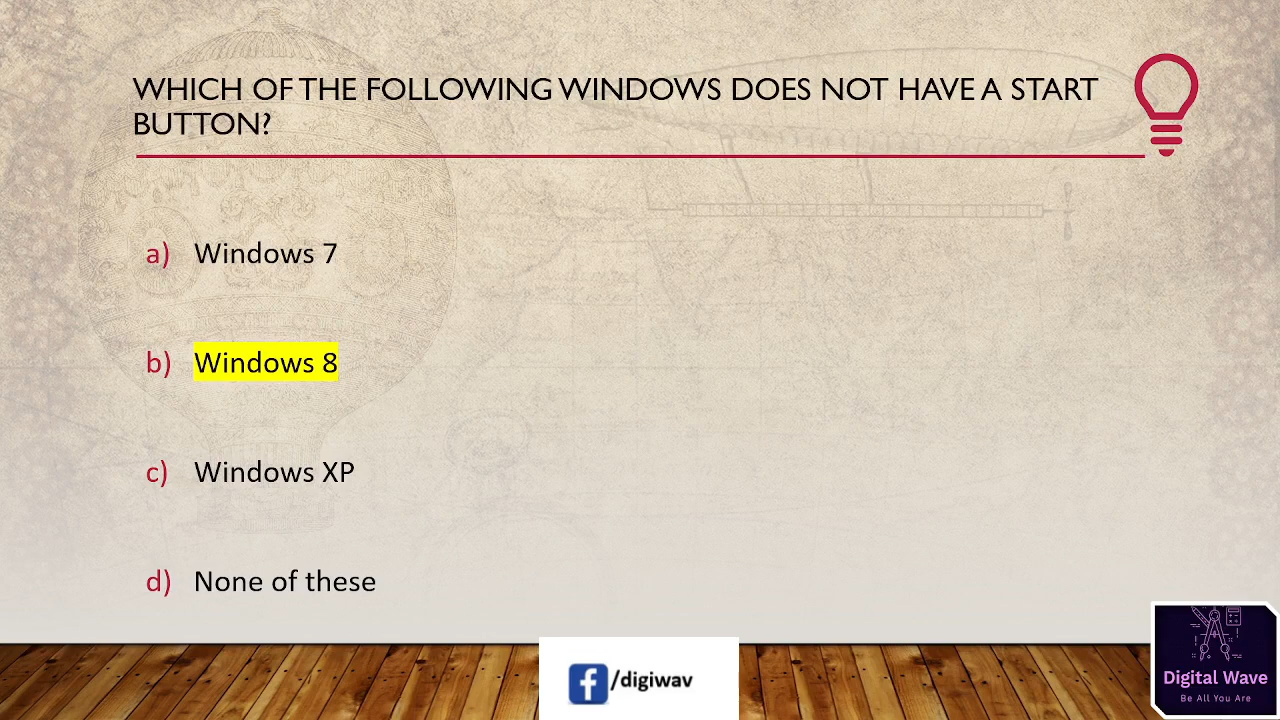 WHICH OF THE FOLLOWING WINDOWS DOES NOT HAVE A START
BUTTON?
a) Windows 7
b) Windows 8
c) Windows XP
d) None of these
/digiwav
Digital Wave
Be All You Are